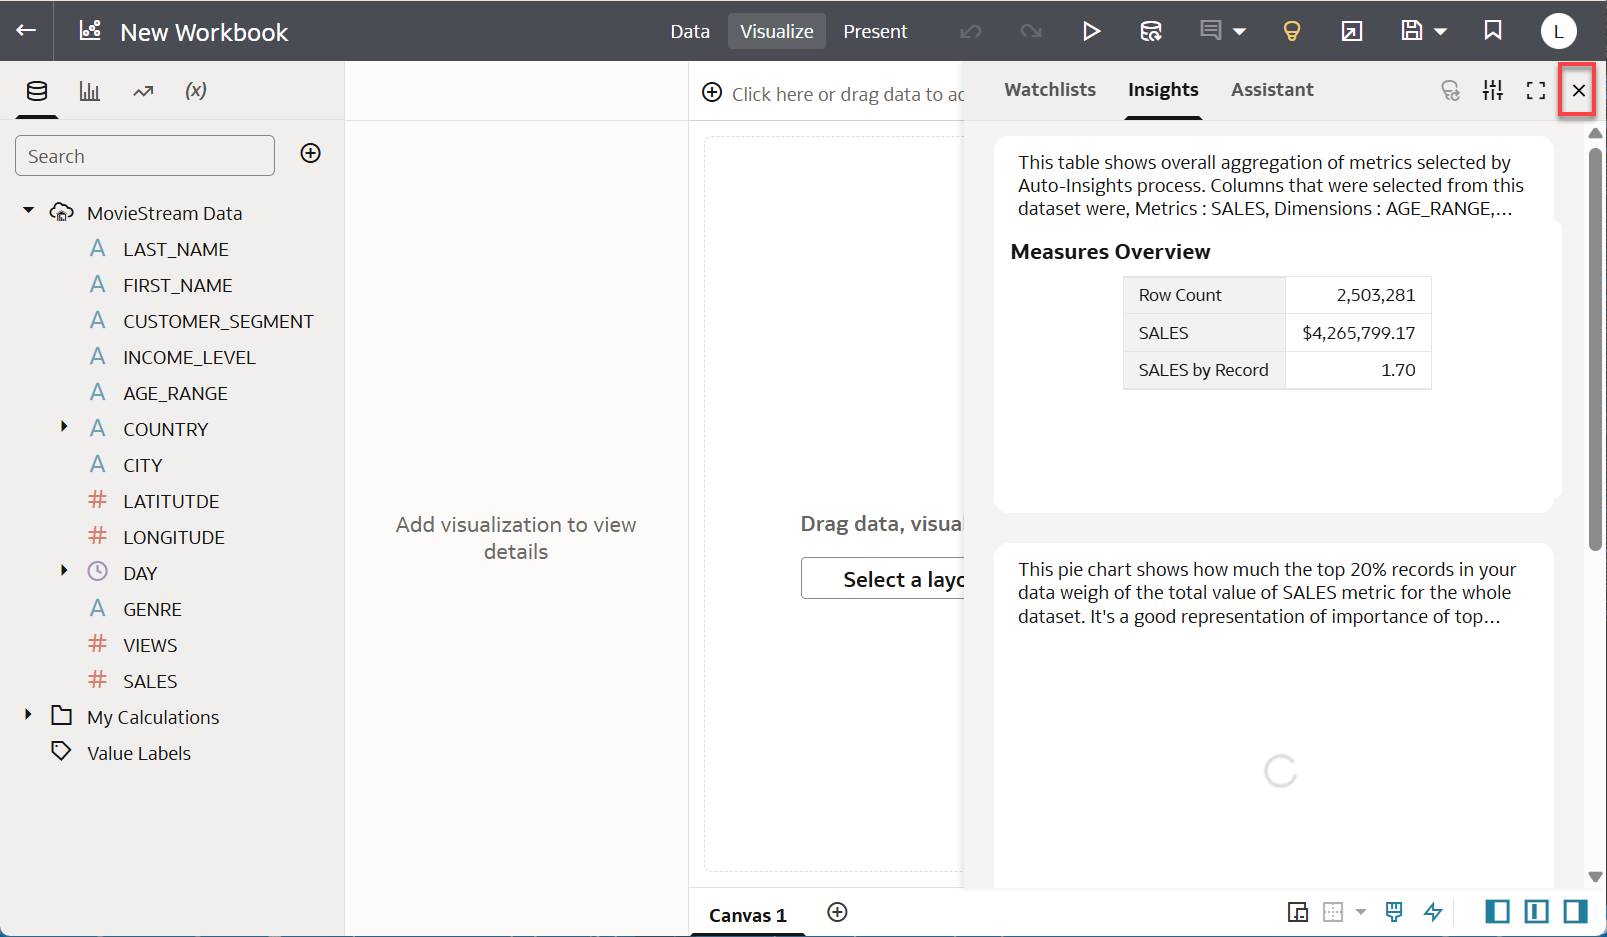 New Workbook
Data Visualize Present
L
(x)
Search
MovieStream Data
A LAST_NAME
A FIRST_NAME
A CUSTOMER_SEGMENT
A INCOME_LEVEL
A AGE_RANGE
A COUNTRY
A CITY
# LATITUTDE
# LONGITUDE
DAY
A GENRE
# VIEWS
# SALES
My Calculations
Value Labels
Add visualization to view
details
Click here or drag data to ad
Drag data, visual
Select a layo
Canvas 1
Watchlists Insights Assistant
This table shows overall aggregation of metrics selected by
Auto-Insights process. Columns that were selected from this
dataset were, Metrics : SALES, Dimensions : AGE_RANGE,...
Measures Overview
Row Count 2,503,281
SALES $4,265,799.17
SALES by Record 1.70
This pie chart shows how much the top 20% records in your
data weigh of the total value of SALES metric for the whole
dataset. It's a good representation of importance of top...